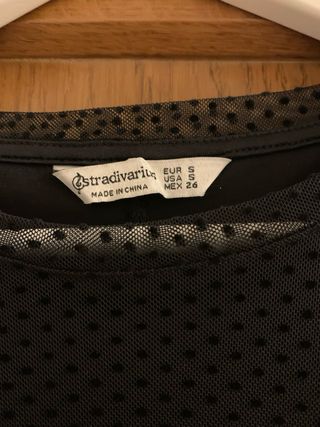 stradivarius
MADE IN CHINA
EUR S
USA S
MEX 26